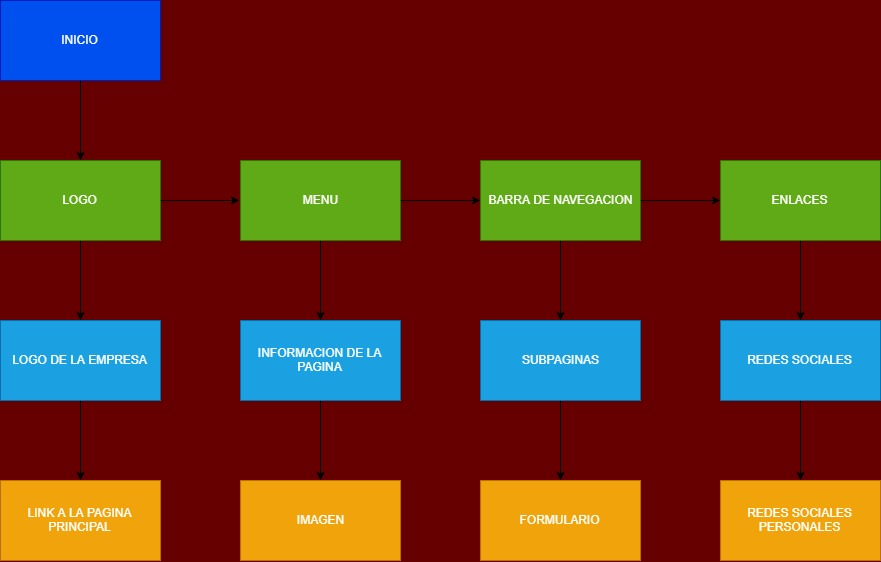 INICIO
LOGO
MENU
BARRA DE NAVEGACION
ENLACES
LOGO DE LA EMPRESA
INFORMACION DE LA
PAGINA
SUBPAGINAS
REDES SOCIALES
LINK A LA PAGINA
PRINCIPAL
IMAGEN
FORMULARIO
REDES SOCIALES
PERSONALES